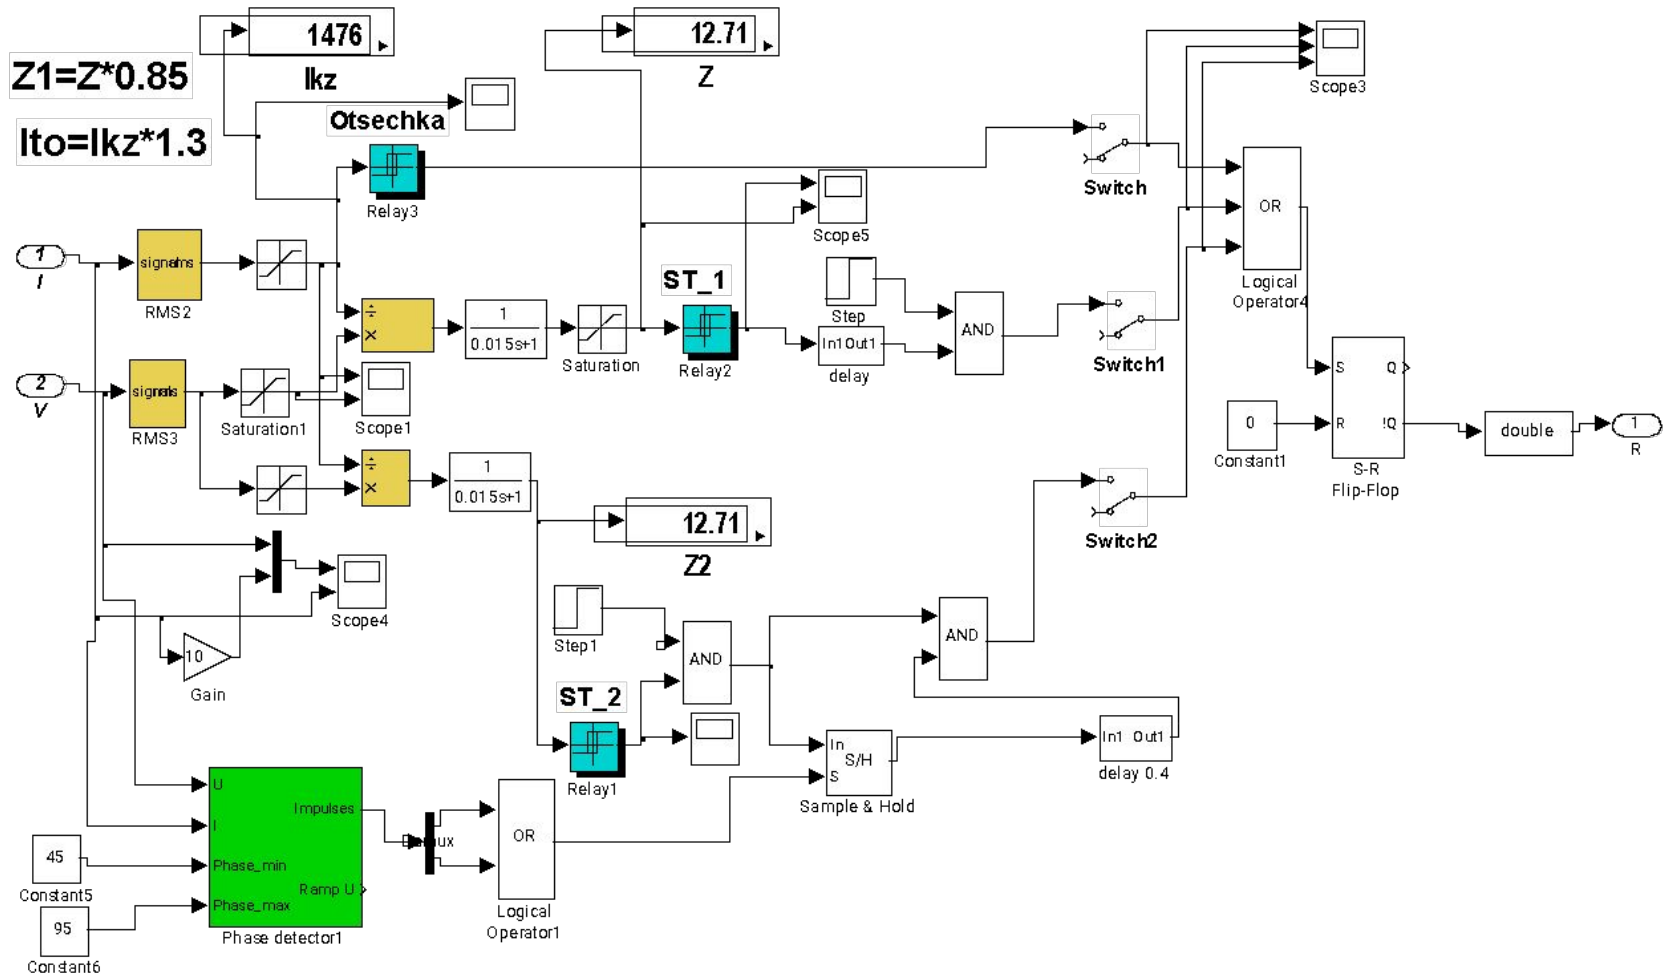 1476
Ikz
12.71
Z
Z1=Z*0.85
Ito=Ikz*1.3
Otsechka
Relay3
Scope3
Switch
Scope5
1
I
RMS2
ST_1
Step
OR
Logical
Operator4
1
0.015s+1
Saturation
Relay2
In1Out1
delay
AND
Switch1
2
V
RMS3
Saturation1
Scope1
S
Q
R
!Q
S-R
Flip-Flop
0
Constant1
double
1
R
1
0.015s+1
12.71
Z2
Switch2
Scope4
10
Gain
Step1
AND
AND
ST_2
Relay1
In
S/H
S
Sample & Hold
In1 Out1
delay 0.4
U
I
Phase_min
Phase_max
Impulses
Ramp U
Phase detector1
45
Constant5
95
Constant6
OR
Logical
Operator1